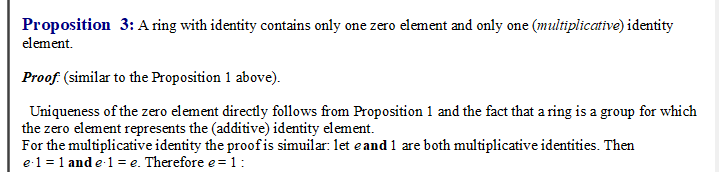 Proposition 3: A ring with identity contains only one zero element and only one (multiplicative) identity
element.
Proof: (similar to the Proposition 1 above).
Uniqueness of the zero element directly follows from Proposition 1 and the fact that a ring is a group for which
the zero element represents the (additive) identity element.
For the multiplicative identity the proof is simuilar: let e and 1 are both multiplicative identities. Then
e·1 = 1 and e·1 = e. Therefore e = 1 :